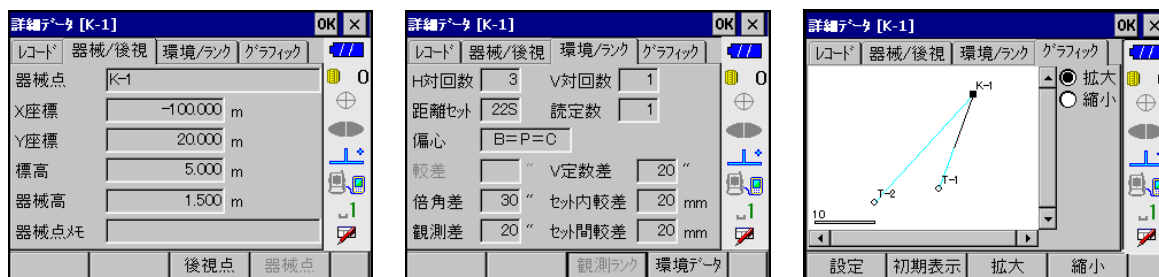 詳細ﾃﾞｰﾀ [K-1] OK ×
ﾚｺｰﾄﾞ 器械/後視 環境/ﾗﾝｸ ｸﾞﾗﾌｨｯｸ
器械点 K-1 0
X座標 -100.000 m
Y座標 20.000 m
標高 5.000 m
器械高 1.500 m
器械点ﾒﾓ
1
後視点 器械点
詳細ﾃﾞｰﾀ [K-1] OK ×
ﾚｺｰﾄﾞ 器械/後視 環境/ﾗﾝｸ ｸﾞﾗﾌｨｯｸ
H対回数 3 V対回数 1 0
距離ｾｯﾄ 22S 読定数 1
偏心 B=P=C
較差 ″ V定数差 20 ″
倍角差 30 ″ ｾｯﾄ内較差 20 mm
観測差 20 ″ ｾｯﾄ間較差 20 mm
1
観測ﾗﾝｸ 環境ﾃﾞｰﾀ
詳細ﾃﾞｰﾀ [K-1] OK ×
ﾚｺｰﾄﾞ 器械/後視 環境/ﾗﾝｸ ｸﾞﾗﾌｨｯｸ
K-1
拡大
縮小
T-1
T-2
10
1
設定 初期表示 拡大 縮小